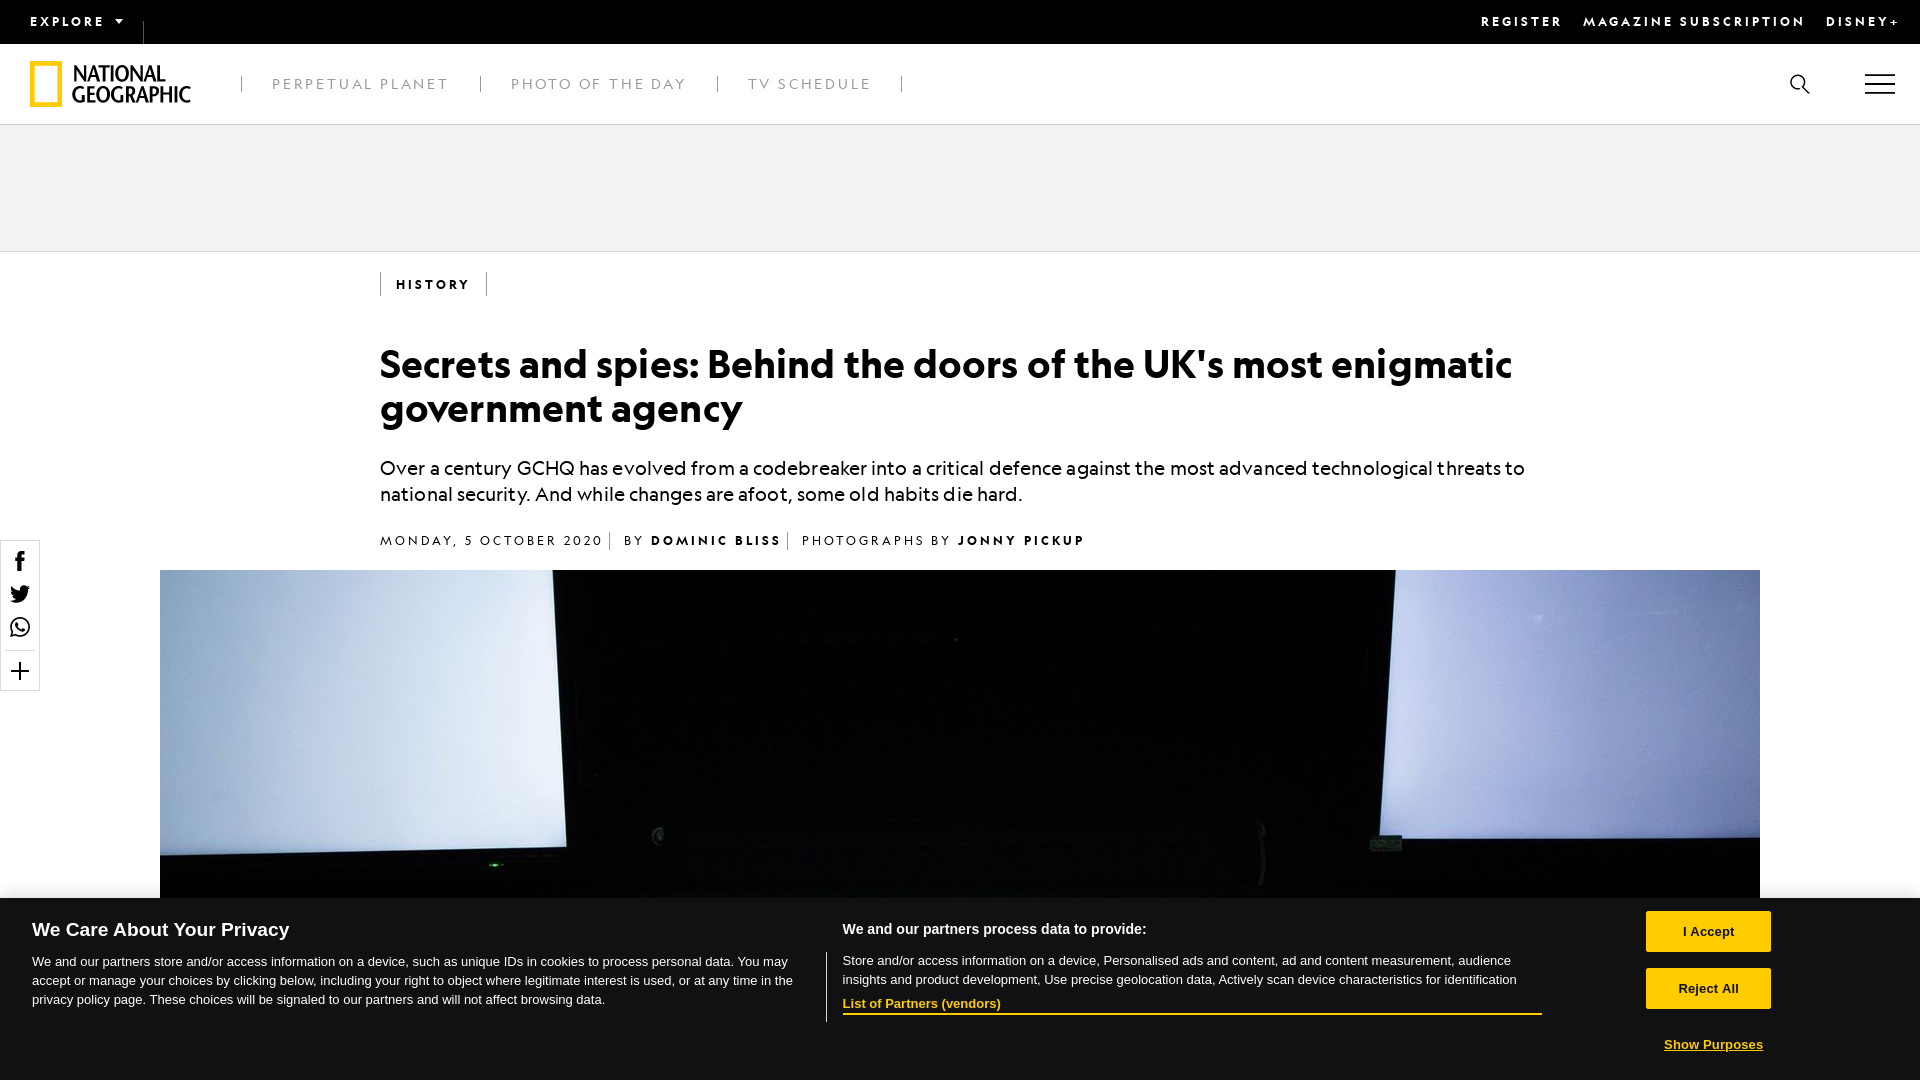 EXPLORE
REGISTER MAGAZINE SUBSCRIPTION DISNEY+
NATIONAL
GEOGRAPHIC
PERPETUAL PLANET PHOTO OF THE DAY TV SCHEDULE
HISTORY
Secrets and spies: Behind the doors of the UK's most enigmatic
government agency
Over a century GCHQ has evolved from a codebreaker into a critical defence against the most advanced technological threats to
national security. And while changes are afoot, some old habits die hard.
MONDAY, 5 OCTOBER 2020 BY DOMINIC BLISS PHOTOGRAPHS BY JONNY PICKUP
We Care About Your Privacy
We and our partners store and/or access information on a device, such as unique IDs in cookies to process personal data. You may
accept or manage your choices by clicking below, including your right to object where legitimate interest is used, or at any time in the
privacy policy page. These choices will be signaled to our partners and will not affect browsing data.
We and our partners process data to provide:
Store and/or access information on a device, Personalised ads and content, ad and content measurement, audience
insights and product development, Use precise geolocation data, Actively scan device characteristics for identification
List of Partners (vendors)
I Accept
Reject All
Show Purposes